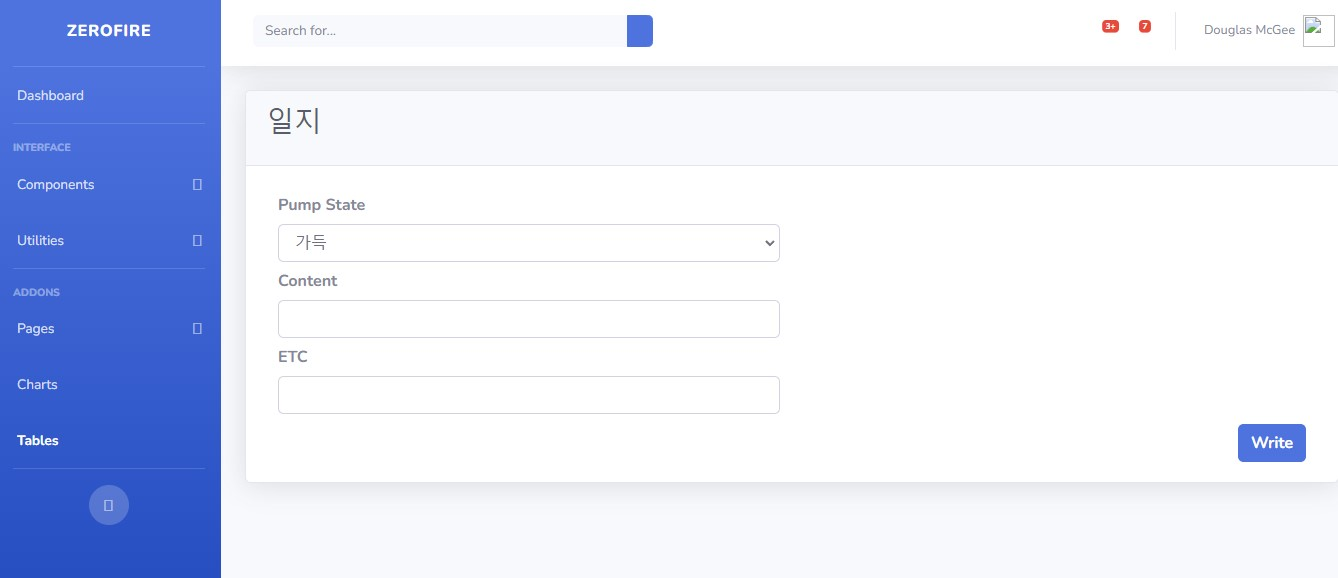 ZEROFIRE
Search for...
3+
7
Douglas McGee
Dashboard
INTERFACE
Components
Utilities
ADDONS
Pages
Charts
Tables
일지
Pump State
가득
Content
ETC
Write